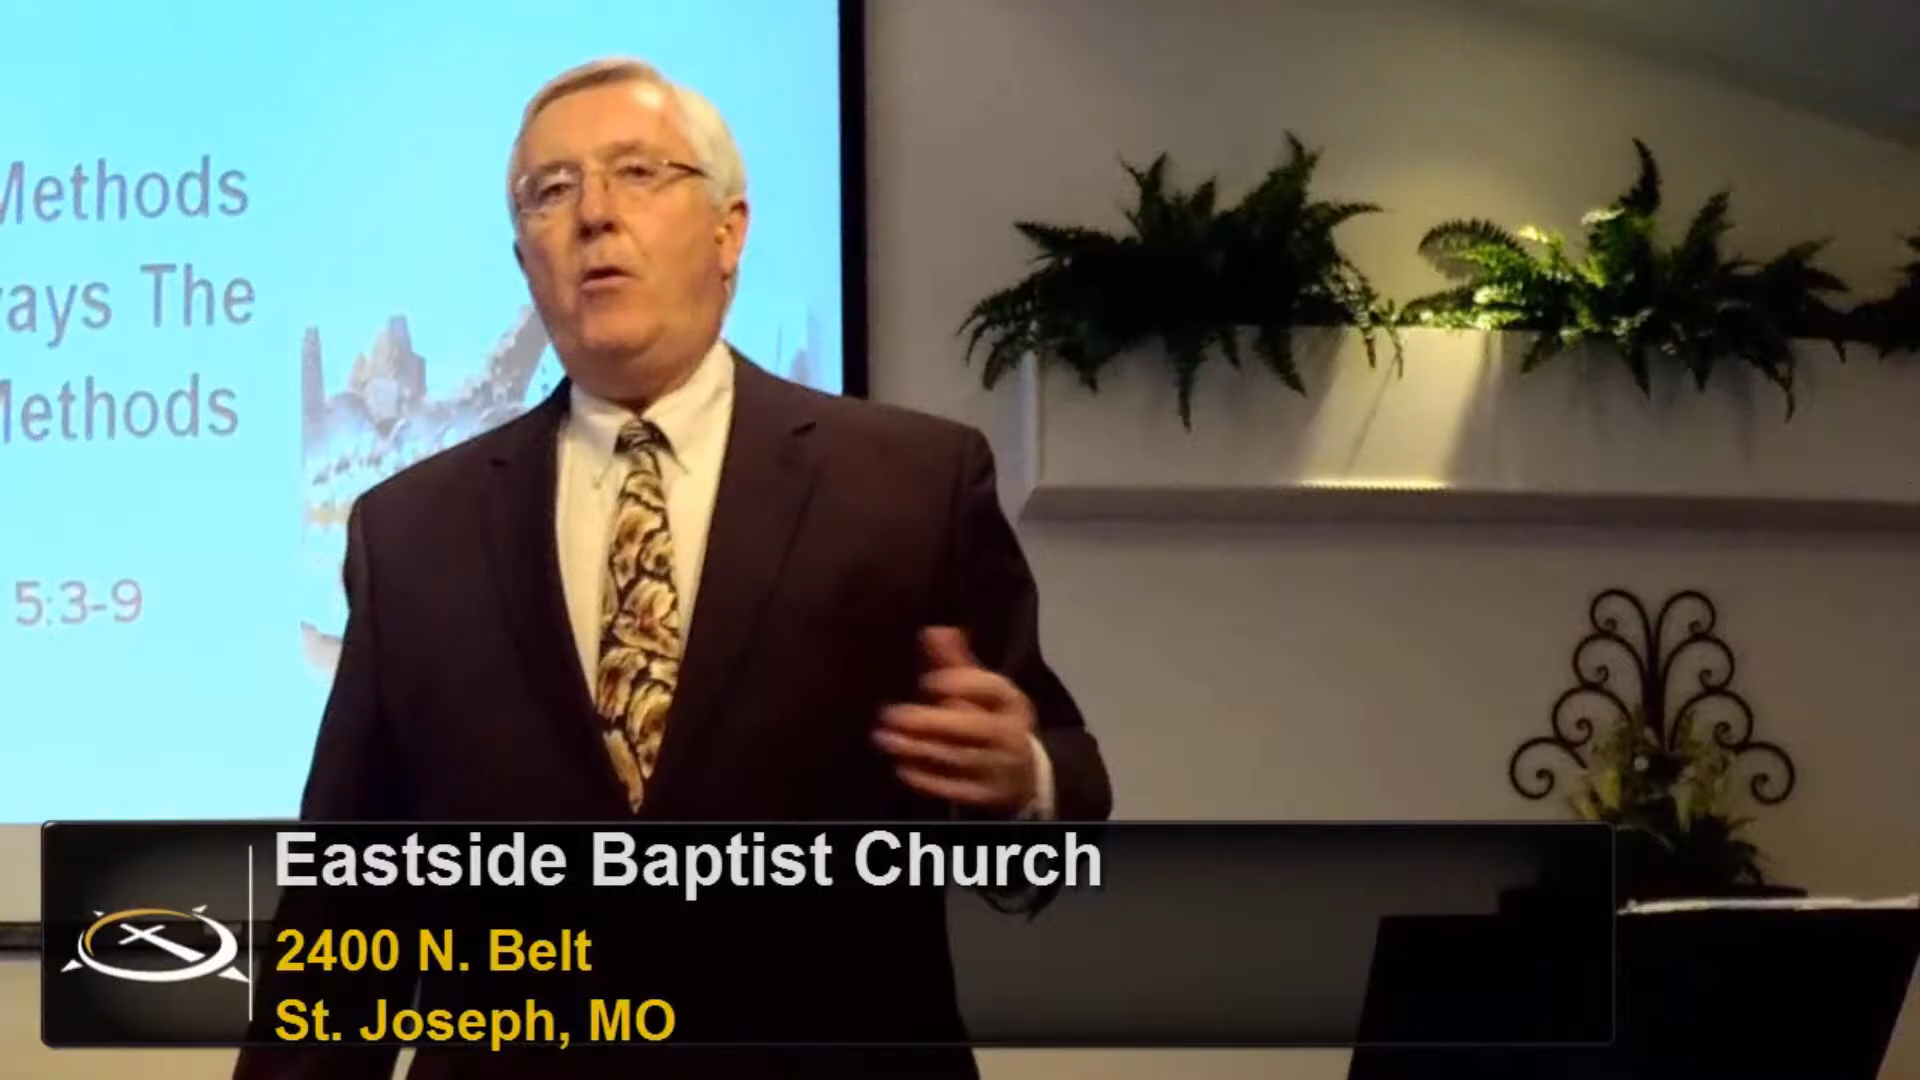 Methods
ays The
Methods
5:3-9
Eastside Baptist Church
2400 N. Belt
St. Joseph, MO